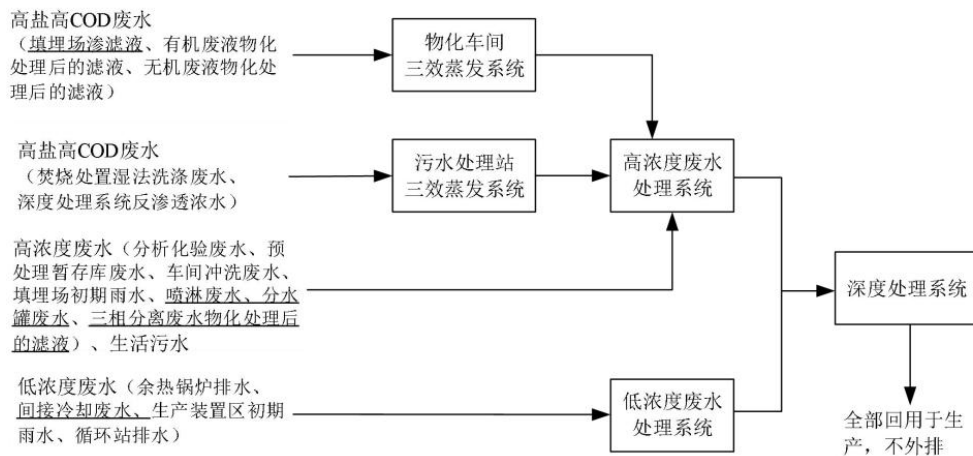 高盐高COD废水
（填埋场渗滤液、有机废液物化
处理后的滤液、无机废液物化处
理后的滤液）
物化车间
三效蒸发系统
高盐高COD废水
（焚烧处置湿法洗涤废水、
深度处理系统反渗透浓水）
污水处理站
三效蒸发系统
高浓度废水
处理系统
高浓度废水（分析化验废水、预
处理暂存库废水、车间冲洗废水、
填埋场初期雨水、喷淋废水、分水
罐废水、三相分离废水物化处理后
的滤液）、生活污水
深度处理系统
低浓度废水（余热锅炉排水、
间接冷却废水、生产装置区初期
雨水、循环站排水）
低浓度废水
处理系统
全部回用于生
产，不外排